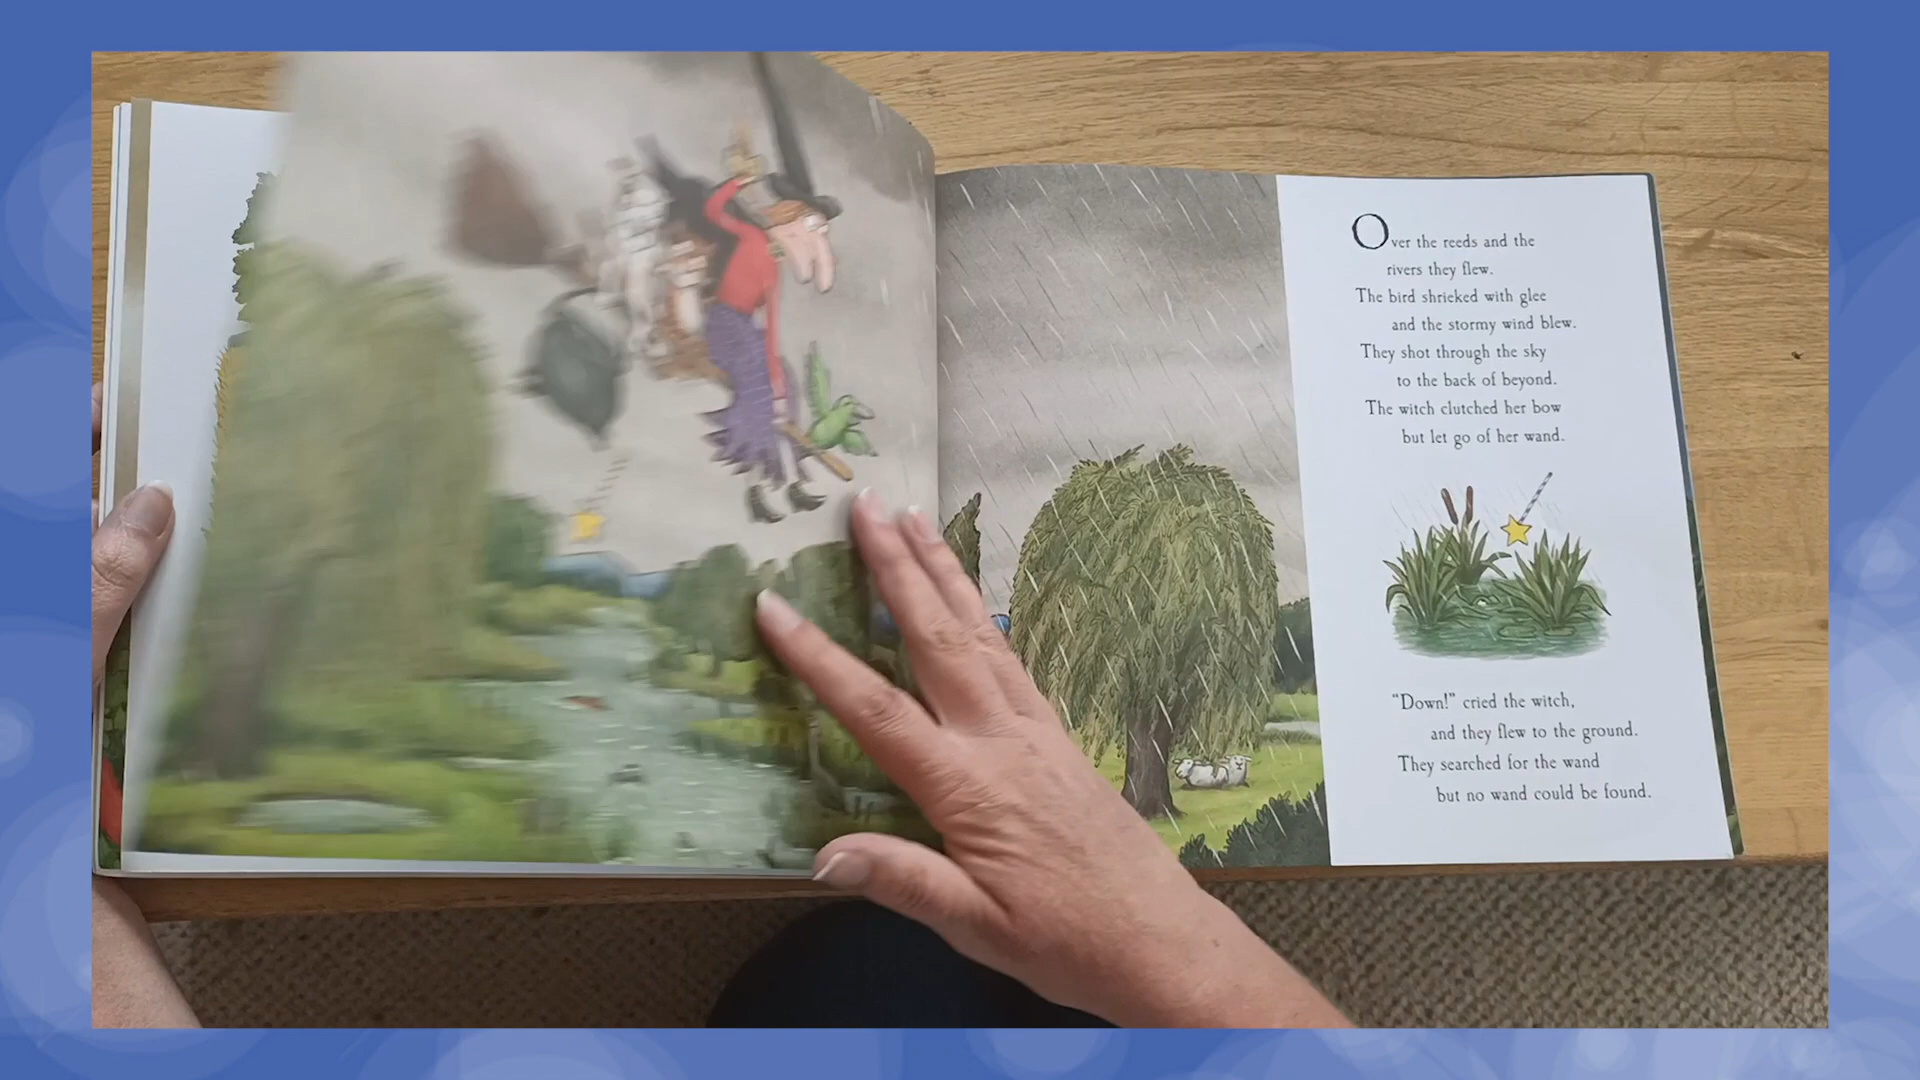 Over the reeds and the
rivers they flew.
The bird shrieked with glee
and the stormy wind blew.
They shot through the sky
to the back of beyond.
The witch clutched her bow
but let go of her wand.
“Down!” cried the witch,
and they flew to the ground.
They searched for the wand
but no wand could be found.